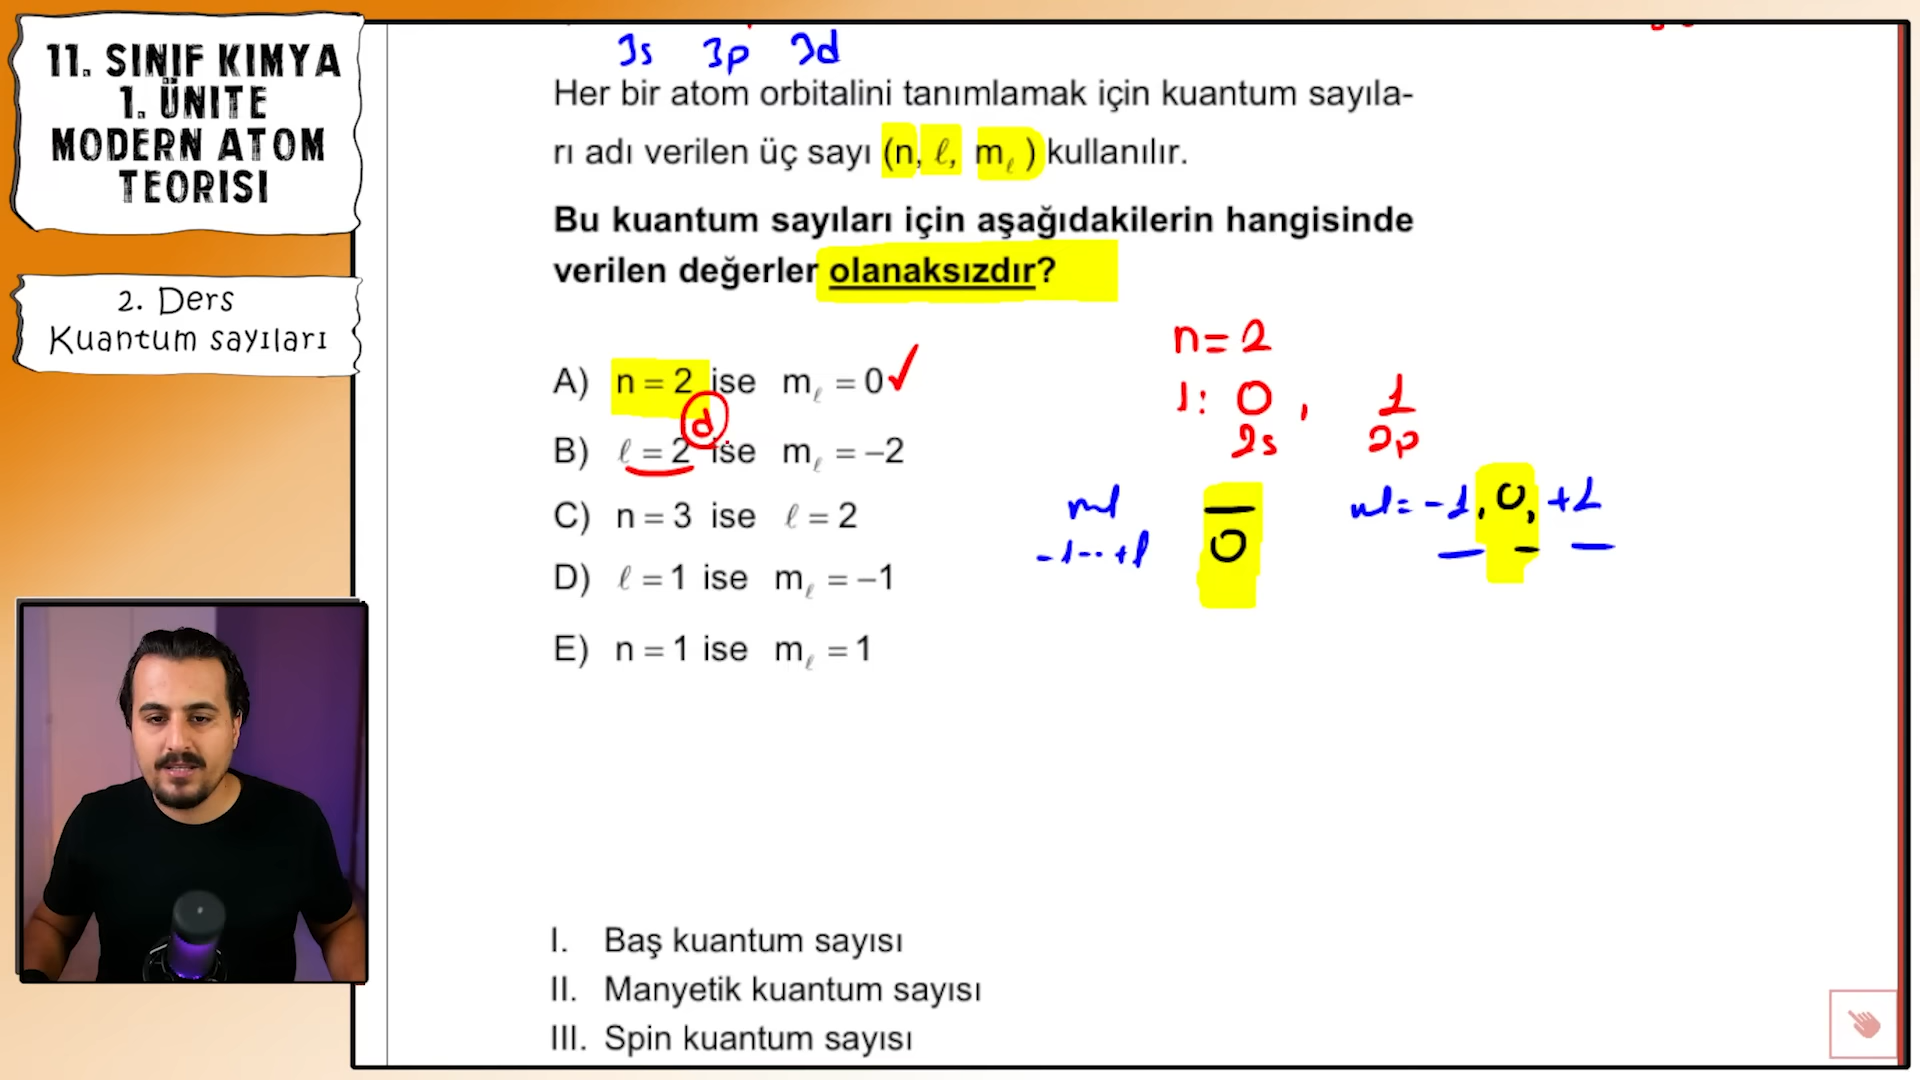 11. SINIF KİMYA
1. ÜNİTE
MODERN ATOM
TEORİSİ
2. Ders
Kuantum sayıları
3s 3p 3d
Her bir atom orbitalini tanımlamak için kuantum sayıla-
rı adı verilen üç sayı (n, ℓ, mℓ) kullanılır.
Bu kuantum sayıları için aşağıdakilerin hangisinde
verilen değerler olanaksızdır?
A) n = 2 ise mℓ = 0 ✓
d
B) ℓ = 2 ise mℓ = –2
C) n = 3 ise ℓ = 2
D) ℓ = 1 ise mℓ = –1
E) n = 1 ise mℓ = 1
n = 2
l: 0, 1
2s 2p
ml
-l...+l
0
ml = -1, 0, +1
I. Baş kuantum sayısı
II. Manyetik kuantum sayısı
III. Spin kuantum sayısı